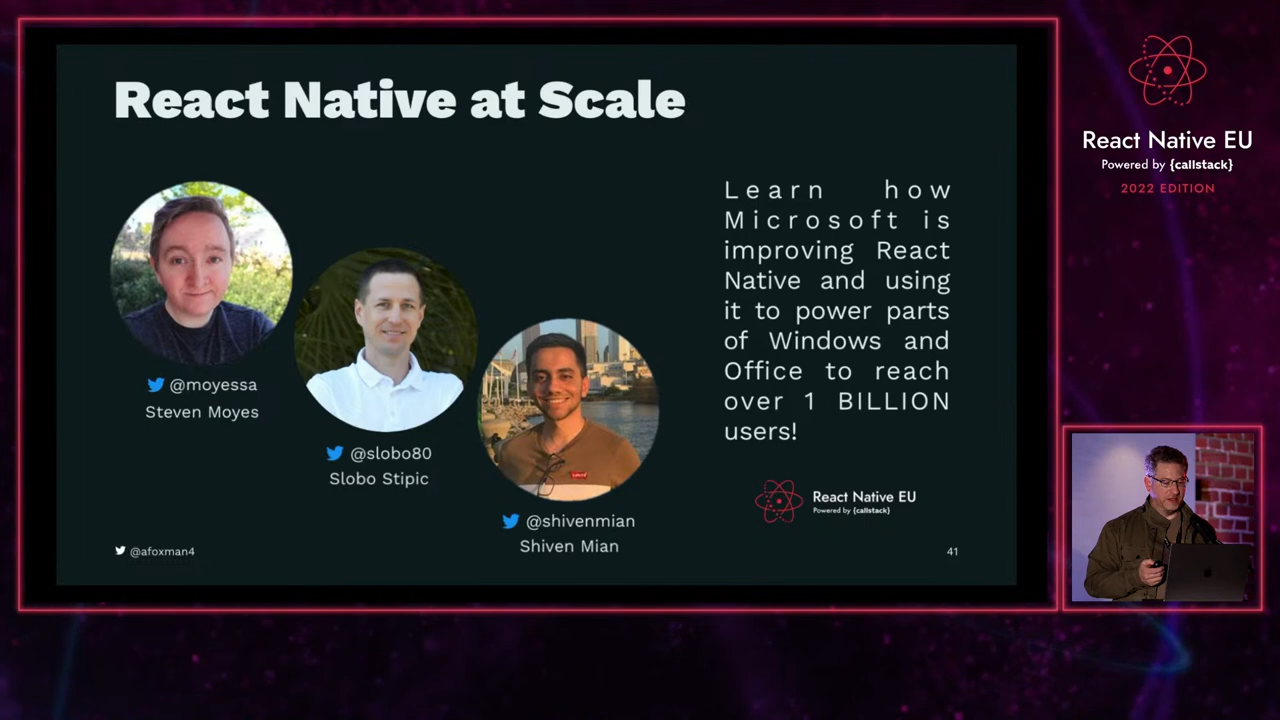 React Native at Scale
@moyessa
Steven Moyes
@slobo80
Slobo Stipic
@shivenmian
Shiven Mian
Learn how
Microsoft is
improving React
Native and using
it to power parts
of Windows and
Office to reach
over 1 BILLION
users!
React Native EU
Powered by {callstack}
@afoxman4
41
React Native EU
Powered by {callstack}
2022 EDITION